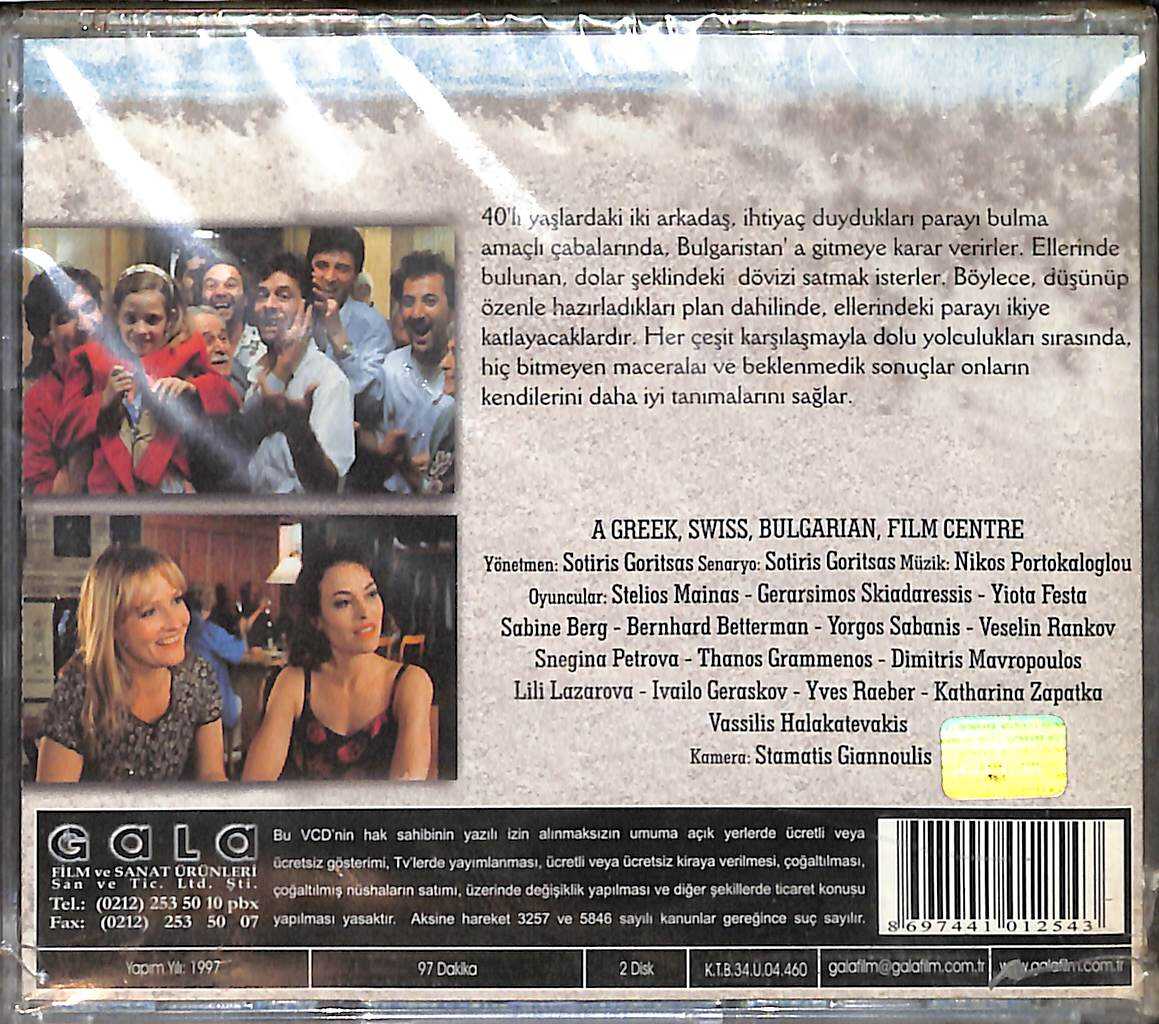 40'lı yaşlardaki iki arkadaş, ihtiyaç duydukları parayı bulma
amaçlı çabalarında, Bulgaristan' a gitmeye karar verirler. Ellerinde
bulunan, dolar şeklindeki dövizi satmak isterler. Böylece, düşünüp
özenle hazırladıkları plan dahilinde, ellerindeki parayı ikiye
katlayacaklardır. Her çeşit karşılaşmayla dolu yolculukları sırasında,
hiç bitmeyen maceraları ve beklenmedik sonuçlar onların
kendilerini daha iyi tanımalarını sağlar.
A GREEK, SWISS, BULGARIAN, FILM CENTRE
Yönetmen: Sotiris Goritsas Senaryo: Sotiris Goritsas Müzik: Nikos Portokaloglou
Oyuncular: Stelios Mainas - Gerarsimos Skiadaressis - Yiota Festa
Sabine Berg - Bernhard Betterman - Yorgos Sabanis - Veselin Rankov
Snegina Petrova - Thanos Grammenos - Dimitris Mavropoulos
Lili Lazarova - Ivailo Geraskov - Yves Raeber - Katharina Zapatka
Vassilis Halakatevakis
Kamera: Stamatis Giannoulis
GALA
FİLM ve SANAT ÜRÜNLERİ
San ve Tic. Ltd. Şti.
Tel.: (0212) 253 50 10 pbx
Fax: (0212) 253 50 07
Bu VCD'nin hak sahibinin yazılı izin alınmaksızın umuma açık yerlerde ücretli veya
ücretsiz gösterimi, Tv'lerde yayımlanması, ücretli veya ücretsiz kiraya verilmesi, çoğaltılması,
çoğaltılmış nüshaların satımı, üzerinde değişiklik yapılması ve diğer şekillerde ticaret konusu
yapılması yasaktır. Aksine hareket 3257 ve 5846 sayılı kanunlar gereğince suç sayılır.
8 697441 012543
Yapım Yılı: 1997
97 Dakika
2 Disk
K.T.B.34.U.04.460
galafilm@galafilm.com.tr
www.galafilm.com.tr